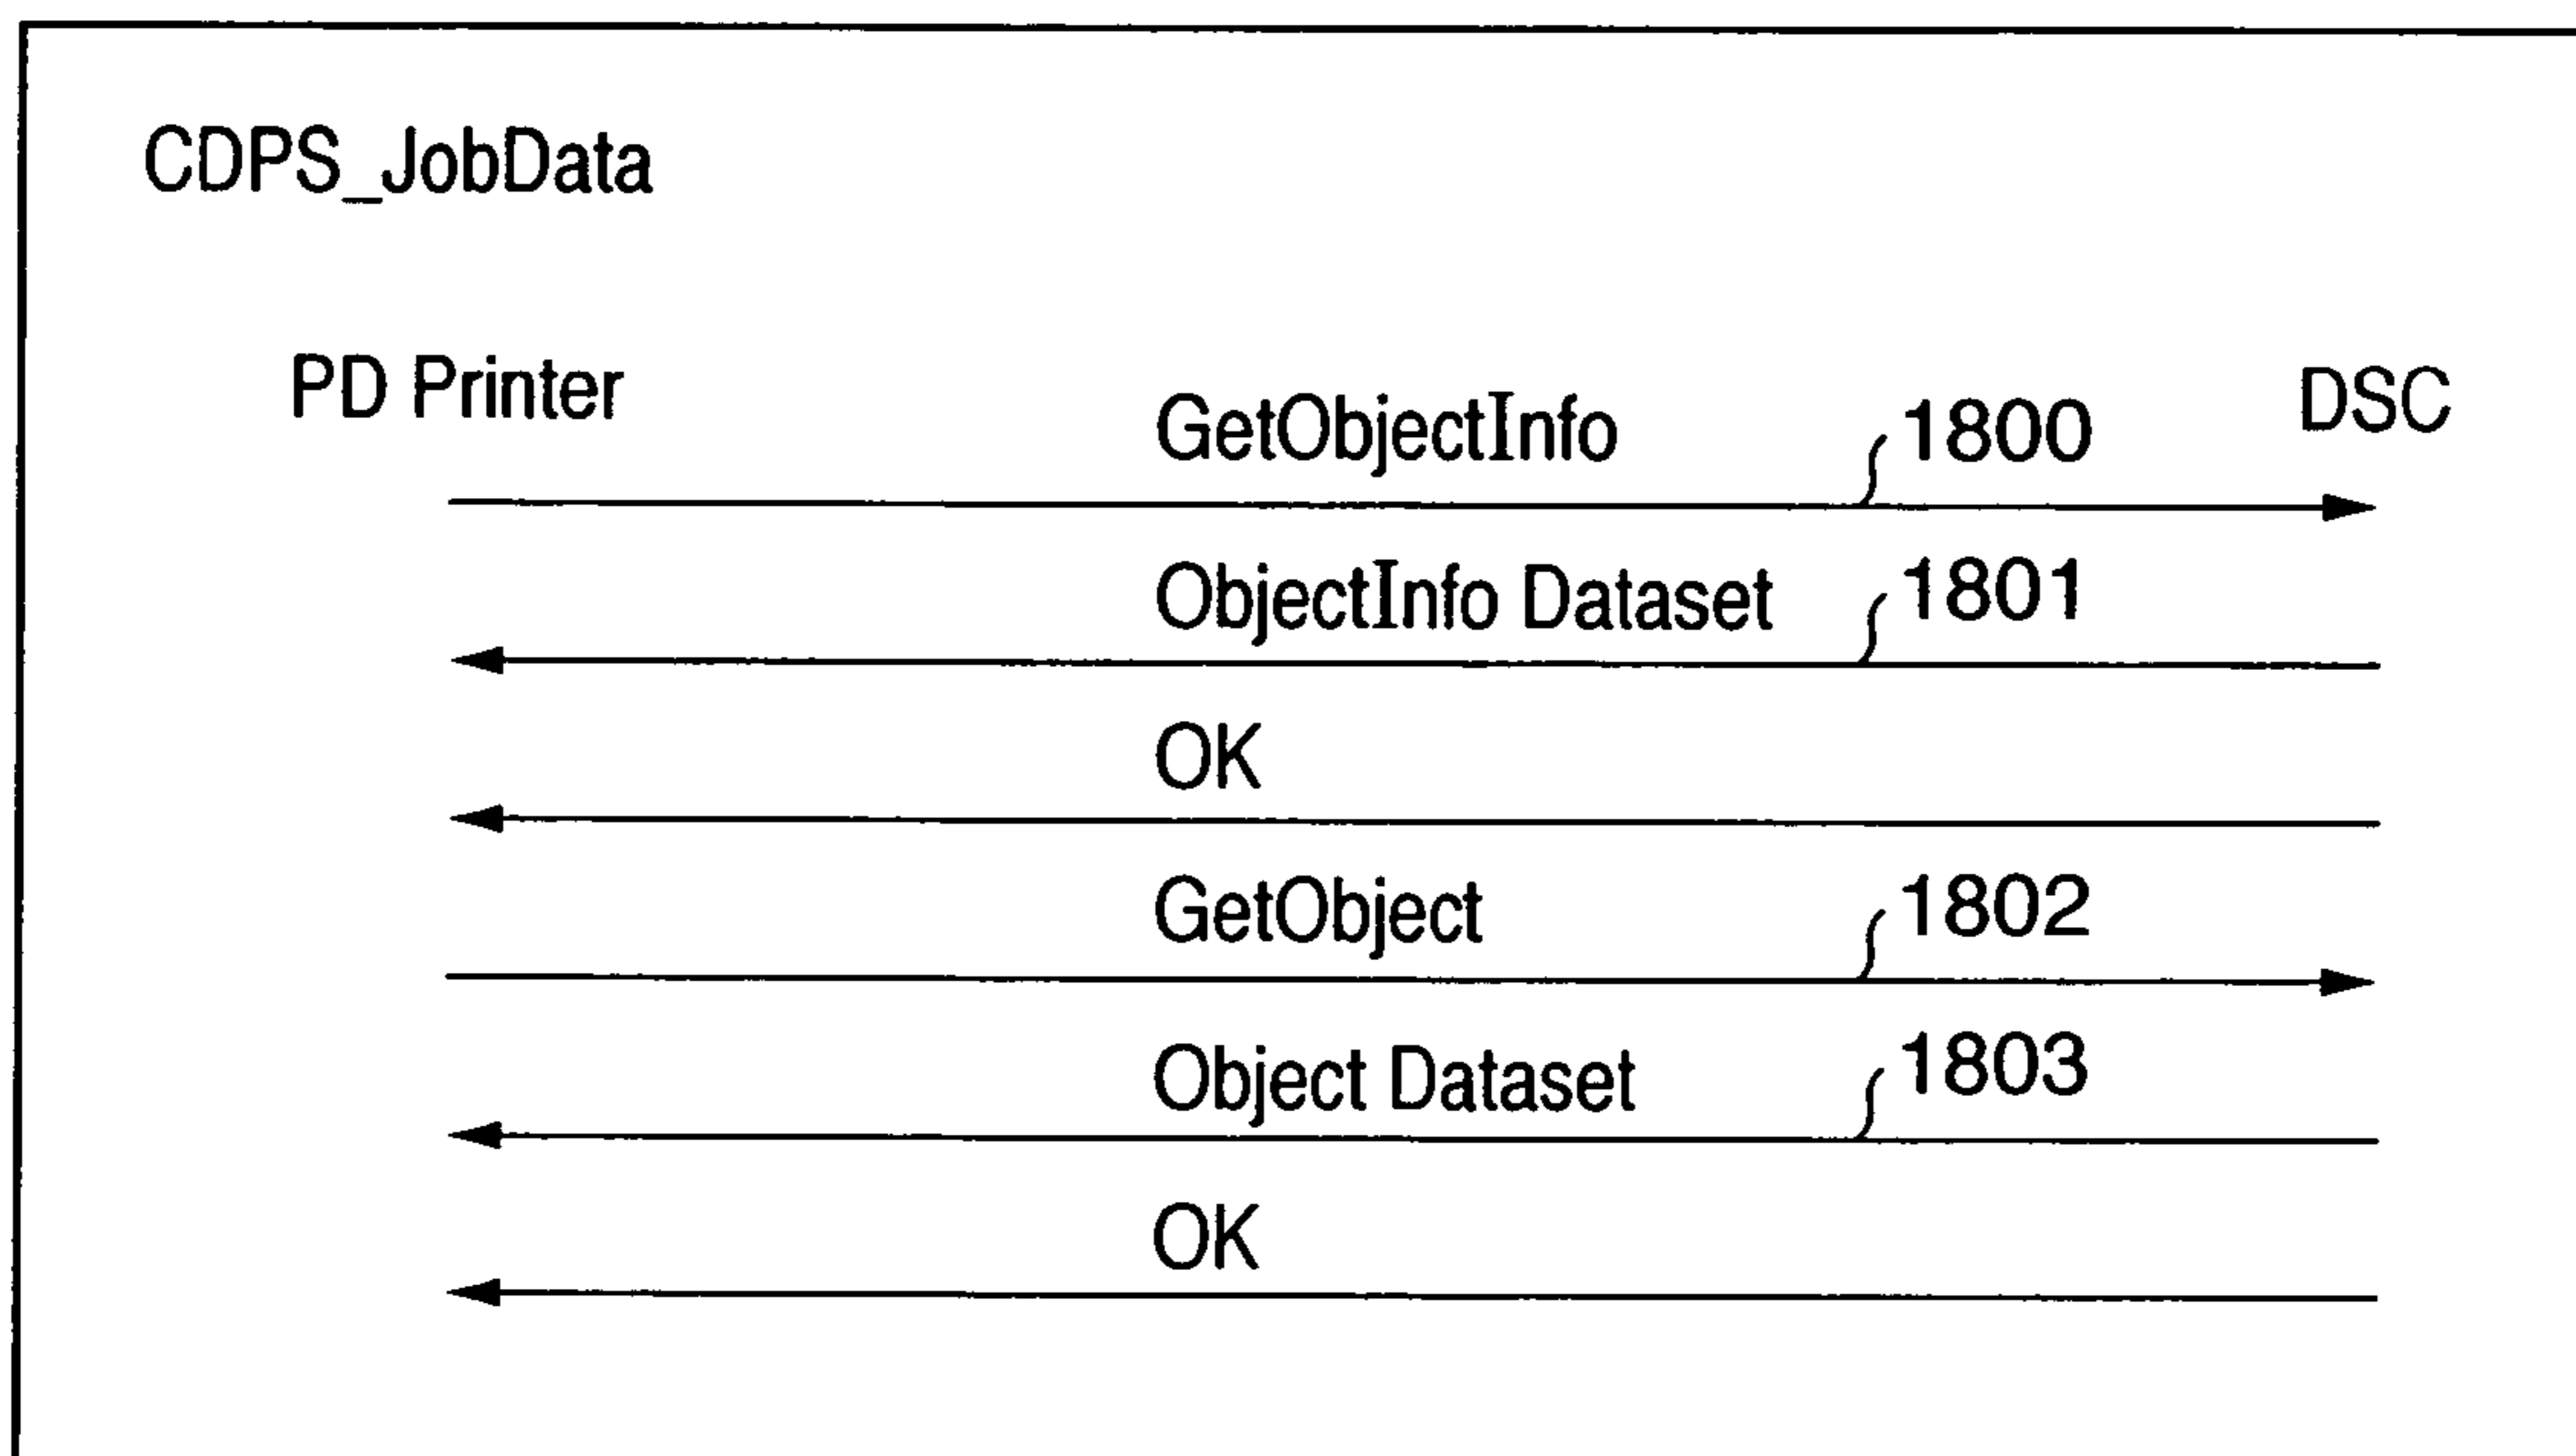 CDPS_JobData
PD Printer
DSC
GetObjectInfo 1800
ObjectInfo Dataset 1801
OK
GetObject 1802
Object Dataset 1803
OK